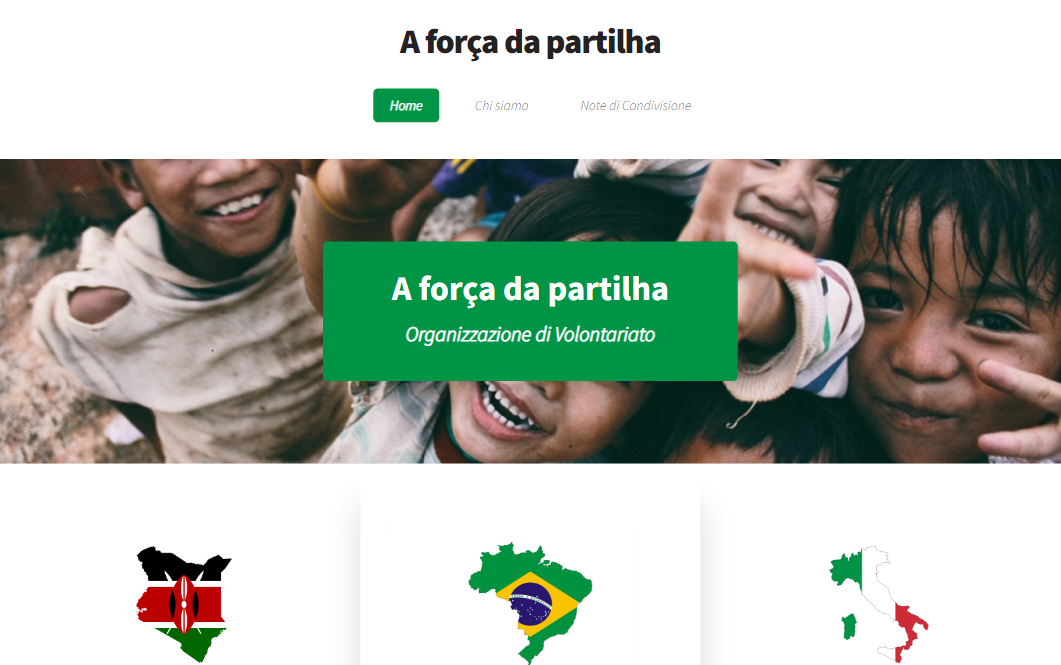 A força da partilha
Home
Chi siamo
Note di Condivisione
A força da partilha
Organizzazione di Volontariato